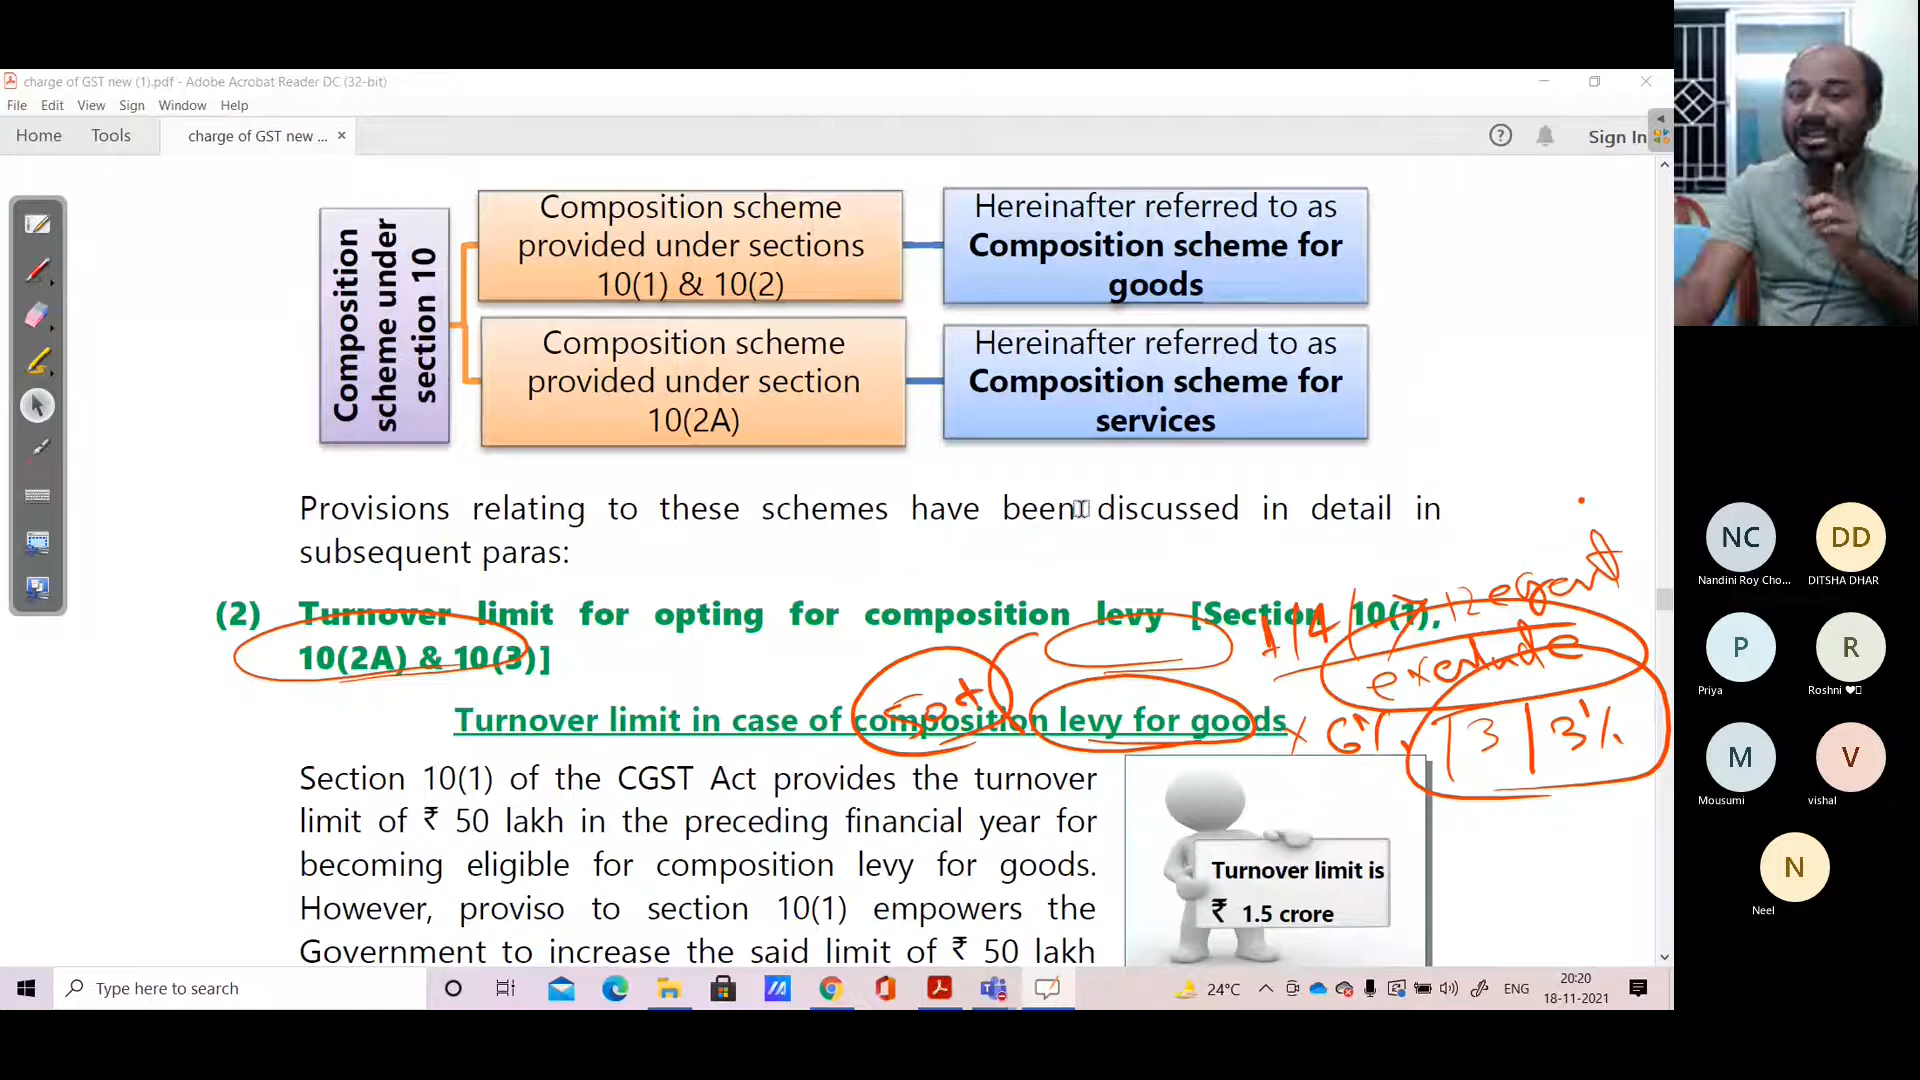 charge of GST new (1).pdf - Adobe Acrobat Reader DC (32-bit)
File Edit View Sign Window Help
Home Tools charge of GST new ... × Sign In
Composition scheme under section 10
Composition scheme
provided under sections
10(1) & 10(2)
Hereinafter referred to as
Composition scheme for
goods
Composition scheme
provided under section
10(2A)
Hereinafter referred to as
Composition scheme for
services
Provisions relating to these schemes have been discussed in detail in
subsequent paras:
(2) Turnover limit for opting for composition levy [Section 10(1),
10(2A) & 10(3)]
exclude
Turnover limit in case of composition levy for goods
3 | 3%
Section 10(1) of the CGST Act provides the turnover
limit of ₹ 50 lakh in the preceding financial year for
becoming eligible for composition levy for goods.
However, proviso to section 10(1) empowers the
Government to increase the said limit of ₹ 50 lakh
Turnover limit is
₹ 1.5 crore
NC
Nandini Roy Cho...
DD
DITSHA DHAR
P
Priya
R
Roshni ❤
M
Mousumi
V
vishal
N
Neel
Type here to search
24°C
ENG
20:20
18-11-2021